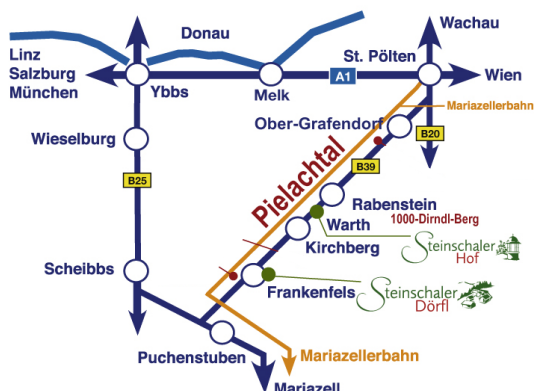 Donau
Wachau
Linz
Salzburg
München
St. Pölten
A1
Wien
Ybbs
Melk
Mariazellerbahn
Ober-Grafendorf
B20
Wieselburg
Pielachtal
B39
B25
Rabenstein
1000-Dirndl-Berg
Warth
Kirchberg
Steinschaler
Hof
Scheibbs
Frankenfels
Steinschaler
Dörfl
Puchenstuben
Mariazellerbahn
Mariazell